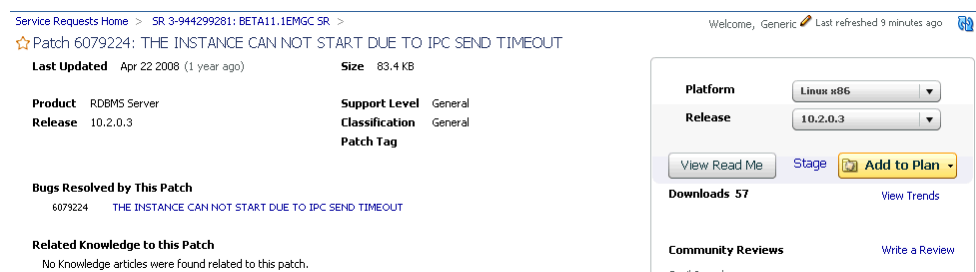 Service Requests Home > SR 3-944299281: BETA11.1EMGC SR >
Welcome, Generic Last refreshed 9 minutes ago
Patch 6079224: THE INSTANCE CAN NOT START DUE TO IPC SEND TIMEOUT
Last Updated Apr 22 2008 (1 year ago) Size 83.4 KB
Product RDBMS Server Support Level General
Release 10.2.0.3 Classification General
Patch Tag
Bugs Resolved by This Patch
6079224 THE INSTANCE CAN NOT START DUE TO IPC SEND TIMEOUT
Related Knowledge to this Patch
No Knowledge articles were found related to this patch.
Platform Linux x86
Release 10.2.0.3
View Read Me Stage Add to Plan
Downloads 57 View Trends
Community Reviews Write a Review